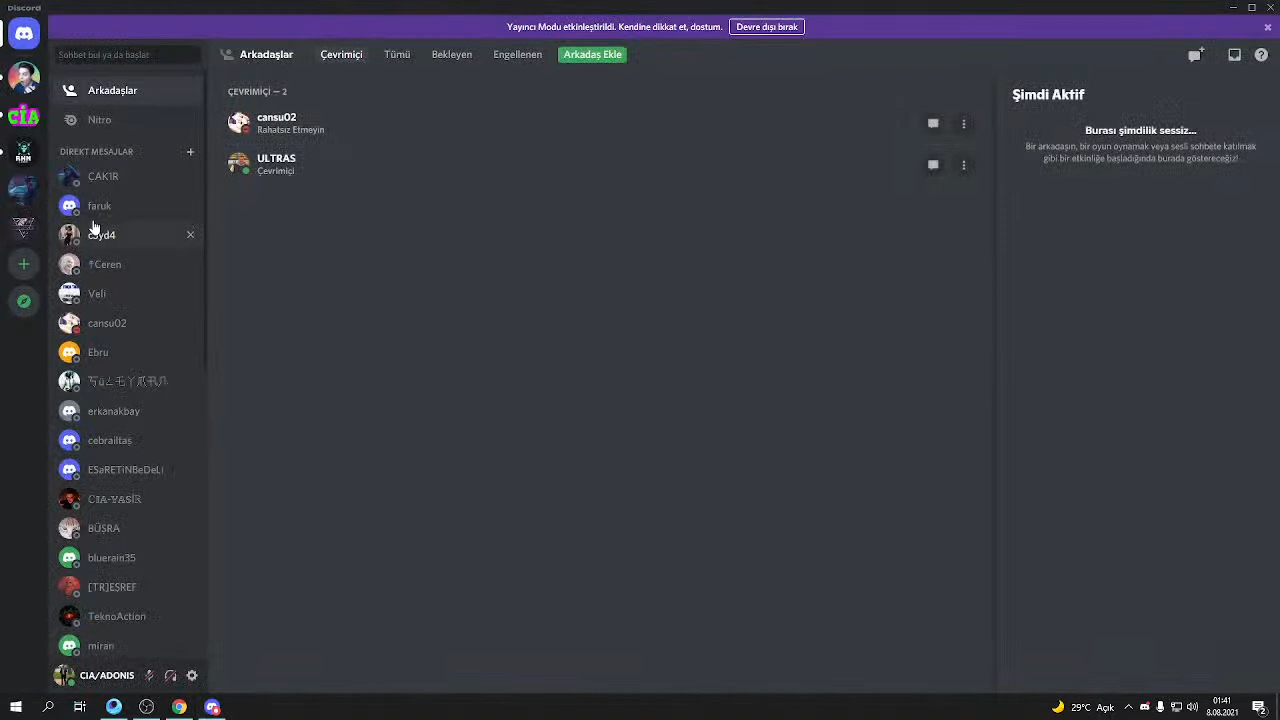 Discord
Yayıncı Modu etkinleştirildi. Kendine dikkat et, dostum.
Devre dışı bırak
CİA
Sohbet bul ya da başlat
Arkadaşlar
Çevrimiçi
Tümü
Bekleyen
Engellenen
Arkadaş Ekle
Arkadaşlar
Nitro
DİREKT MESAJLAR
CAK1R
faruk
Ceren
Veli
cansu02
Ebru
erkanakbay
cebrailtaş
ESaRETiNBeDeLi
CIA-YASİR
BÜŞRA
bluerain35
[TR]ESREF
TeknoAction
miran
CIA/ADONIS
ÇEVRİMİÇİ — 2
cansu02
Rahatsız Etmeyin
ULTRAS
Çevrimiçi
Şimdi Aktif
Burası şimdilik sessiz...
Bir arkadaşın, bir oyun oynamak veya sesli sohbete katılmak
gibi bir etkinliğe başladığında burada göstereceğiz!
29°C Açık
01:41
8.08.2021